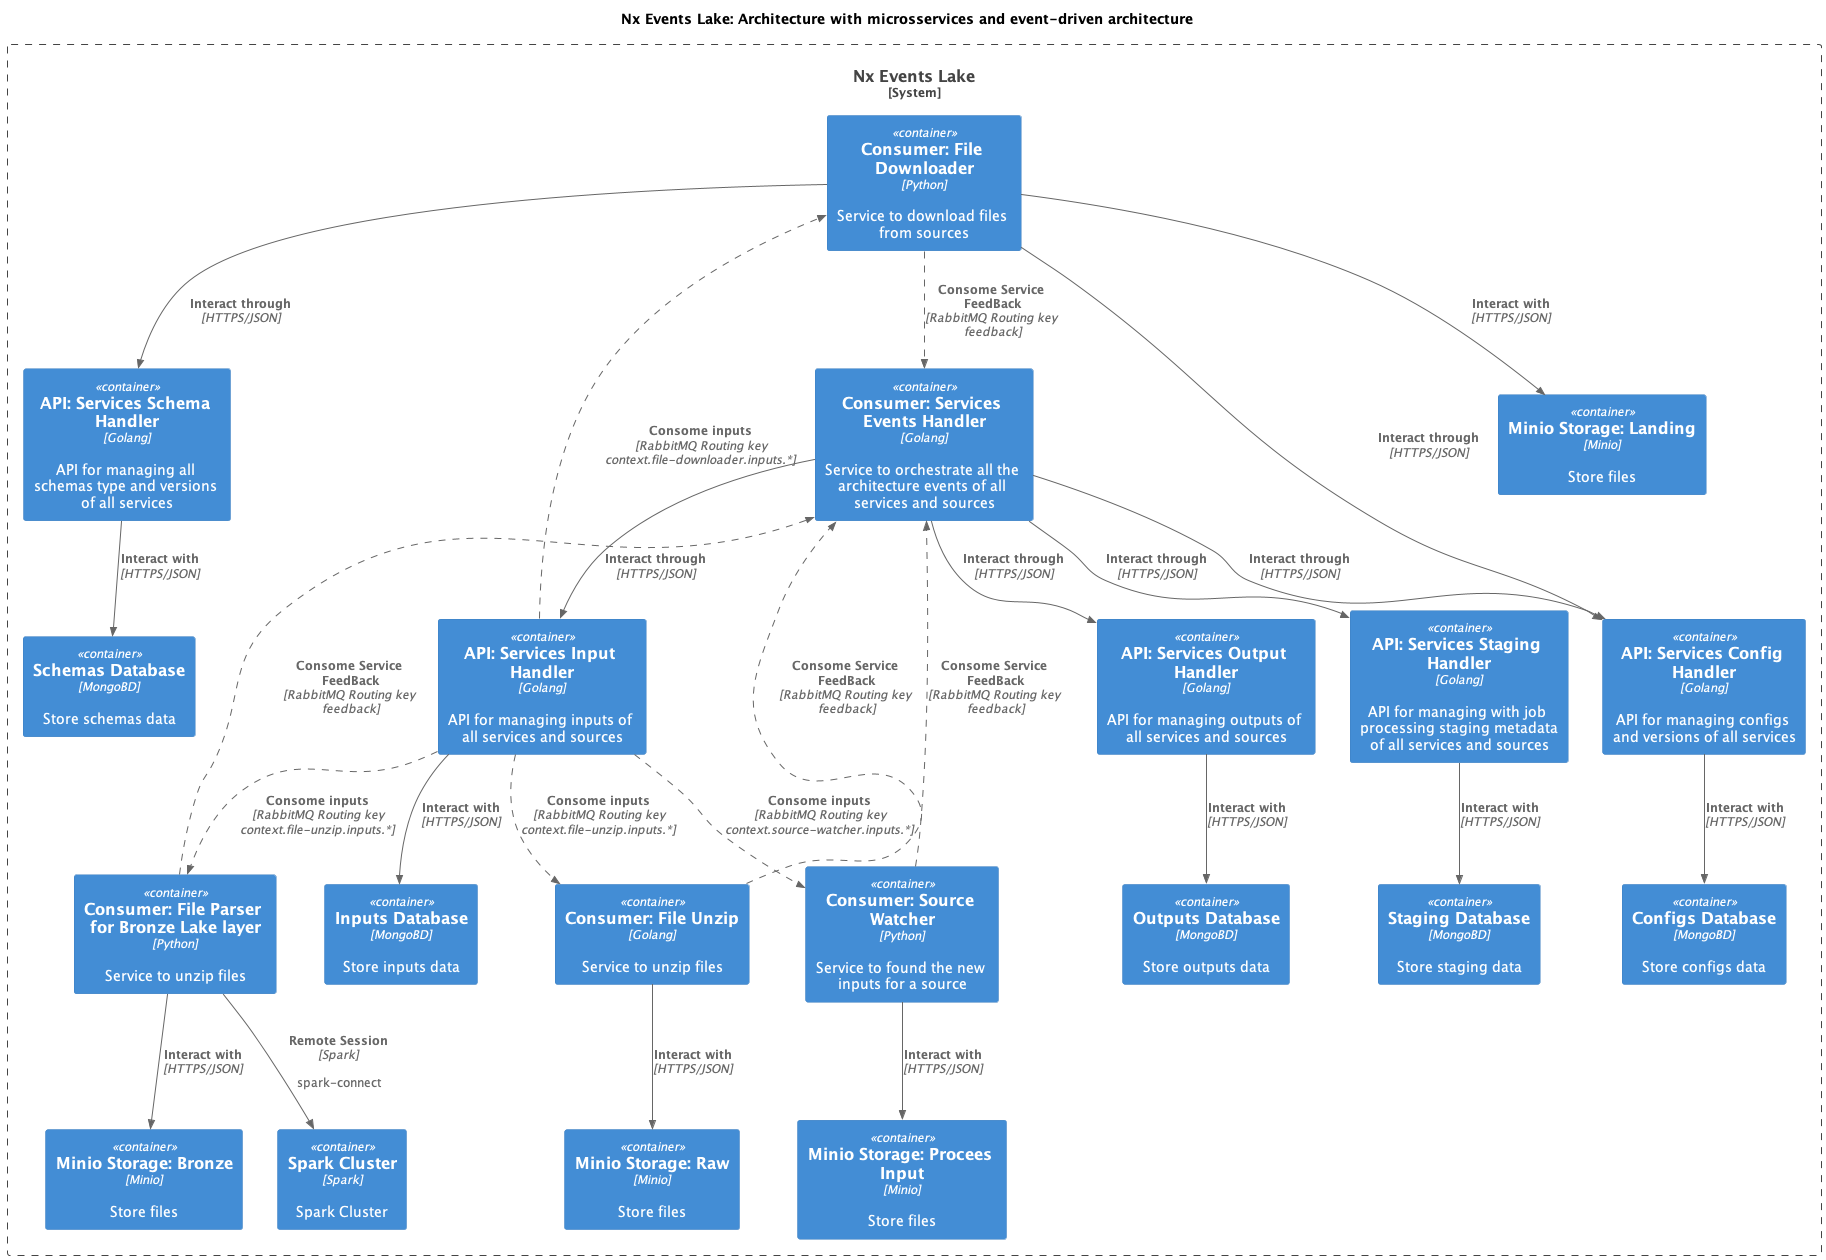 Nx Events Lake: Architecture with microsservices and event-driven architecture
Nx Events Lake
[System]
«container»
Consumer: File
Downloader
[Python]
Service to download files
from sources
Interact through
[HTTPS/JSON]
Consome Service
FeedBack
[RabbitMQ Routing key
feedback]
Interact with
[HTTPS/JSON]
«container»
API: Services Schema
Handler
[Golang]
API for managing all
schemas type and versions
of all services
Consome inputs
[RabbitMQ Routing key
context.file-downloader.inputs.*]
«container»
Consumer: Services
Events Handler
[Golang]
Service to orchestrate all the
architecture events of all
services and sources
Interact through
[HTTPS/JSON]
«container»
Minio Storage: Landing
[Minio]
Store files
Interact with
[HTTPS/JSON]
Interact through
[HTTPS/JSON]
Interact through
[HTTPS/JSON]
Interact through
[HTTPS/JSON]
Interact through
[HTTPS/JSON]
«container»
Schemas Database
[MongoBD]
Store schemas data
Consome Service
FeedBack
[RabbitMQ Routing key
feedback]
«container»
API: Services Input
Handler
[Golang]
API for managing inputs of
all services and sources
Consome Service
FeedBack
[RabbitMQ Routing key
feedback]
Consome Service
FeedBack
[RabbitMQ Routing key
feedback]
«container»
API: Services Output
Handler
[Golang]
API for managing outputs of
all services and sources
«container»
API: Services Staging
Handler
[Golang]
API for managing with job
processing staging metadata
of all services and sources
«container»
API: Services Config
Handler
[Golang]
API for managing configs
and versions of all services
Consome inputs
[RabbitMQ Routing key
context.file-unzip.inputs.*]
Interact with
[HTTPS/JSON]
Consome inputs
[RabbitMQ Routing key
context.file-unzip.inputs.*]
Consome inputs
[RabbitMQ Routing key
context.source-watcher.inputs.*]
Interact with
[HTTPS/JSON]
Interact with
[HTTPS/JSON]
Interact with
[HTTPS/JSON]
«container»
Consumer: File Parser
for Bronze Lake layer
[Python]
Service to unzip files
«container»
Inputs Database
[MongoBD]
Store inputs data
«container»
Consumer: File Unzip
[Golang]
Service to unzip files
«container»
Consumer: Source
Watcher
[Python]
Service to found the new
inputs for a source
«container»
Outputs Database
[MongoBD]
Store outputs data
«container»
Staging Database
[MongoBD]
Store staging data
«container»
Configs Database
[MongoBD]
Store configs data
Interact with
[HTTPS/JSON]
Remote Session
[Spark]
spark-connect
Interact with
[HTTPS/JSON]
Interact with
[HTTPS/JSON]
«container»
Minio Storage: Bronze
[Minio]
Store files
«container»
Spark Cluster
[Spark]
Spark Cluster
«container»
Minio Storage: Raw
[Minio]
Store files
«container»
Minio Storage: Procees
Input
[Minio]
Store files